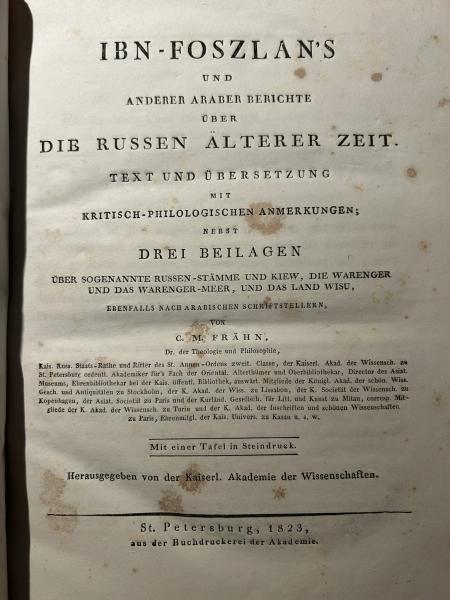 IBN-FOSZLAN'S
UND
ANDERER ARABER BERICHTE
ÜBER
DIE RUSSEN ÄLTERER ZEIT.
TEXT UND ÜBERSETZUNG
MIT
KRITISCH-PHILOLOGISCHEN ANMERKUNGEN;
NEBST
DREI BEILAGEN
ÜBER SOGENANNTE RUSSEN-STÄMME UND KIEW, DIE WARENGER
UND DAS WARENGER-MEER, UND DAS LAND WISU,
EBENFALLS NACH ARABISCHEN SCHRIFTSTELLERN,
VON
C. M. FRÄHN,
Dr. der Theologie und Philosophie,
Kais. Russ. Staats-Rathe und Ritter des St. Annen-Ordens zweit. Classe, der Kaiserl. Akad. der Wissensch. zu
St. Petersburg ordentl. Akademiker für's Fach der Oriental. Alterthümer und Oberbibliothekar, Director des Asiat.
Museums, Ehrenbibliothekar bei der Kais. öffentl. Bibliothek, auswärt. Mitgliede der Königl. Akad. der schön. Wiss.
Gesch. und Antiquitäten zu Stockholm, der K. Akad. der Wiss. zu Lissabon, der K. Societät der Wissensch. zu
Kopenhagen, der Asiat. Societät zu Paris und der Kurländ. Gesellsch. für Litt. und Kunst zu Mitau, corresp. Mit-
gliede der K. Akad. der Wissensch. zu Turin und der K. Akad. der Inschriften und schönen Wissenschaften
zu Paris, Ehrenmitgl. der Kais. Univers. zu Kasan u. s. w.
Mit einer Tafel in Steindruck.
Herausgegeben von der Kaiserl. Akademie der Wissenschaften.
St. Petersburg, 1823,
aus der Buchdruckerei der Akademie.